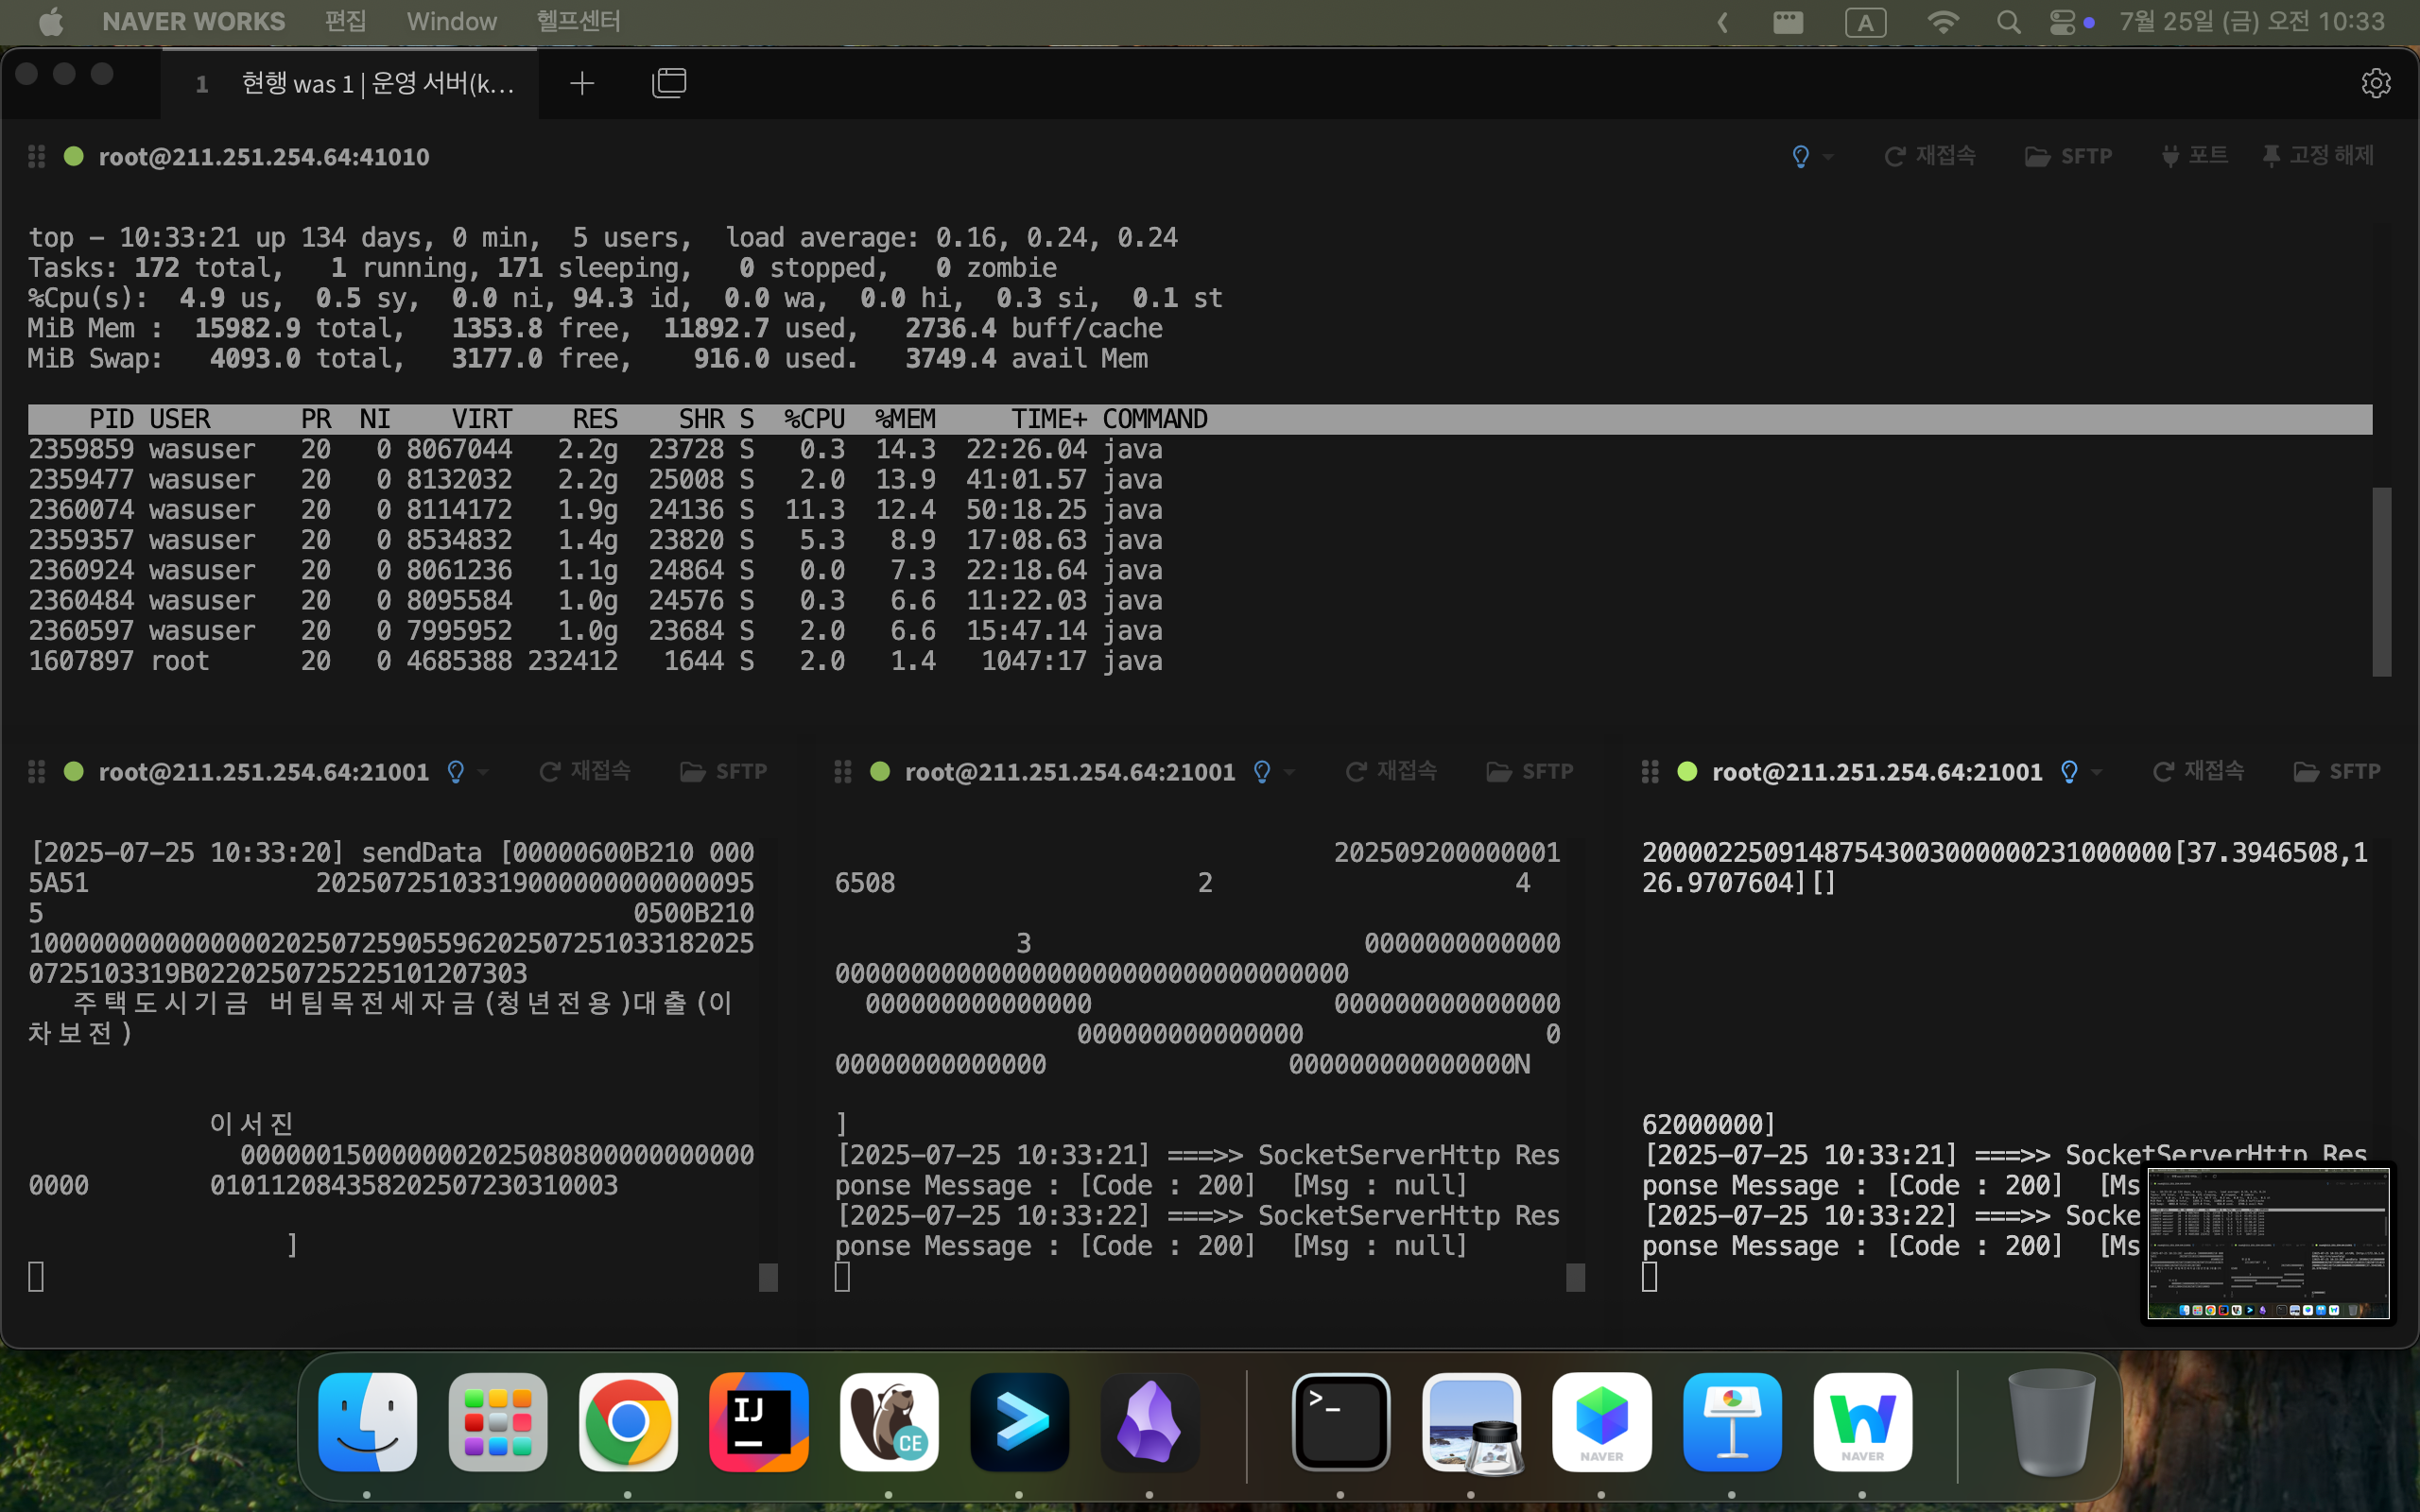 NAVER WORKS 편집 Window 헬프센터 A 7월 25일 (금) 오전 10:33
1 현행 was 1 | 운영 서버(k...
root@211.251.254.64:41010 재접속 SFTP 포트 고정 해제
top - 10:33:21 up 134 days, 0 min, 5 users, load average: 0.16, 0.24, 0.24
Tasks: 172 total, 1 running, 171 sleeping, 0 stopped, 0 zombie
%Cpu(s): 4.9 us, 0.5 sy, 0.0 ni, 94.3 id, 0.0 wa, 0.0 hi, 0.3 si, 0.1 st
MiB Mem : 15982.9 total, 1353.8 free, 11892.7 used, 2736.4 buff/cache
MiB Swap: 4093.0 total, 3177.0 free, 916.0 used. 3749.4 avail Mem
PID USER PR NI VIRT RES SHR S %CPU %MEM TIME+ COMMAND
2359859 wasuser 20 0 8067044 2.2g 23728 S 0.3 14.3 22:26.04 java
2359477 wasuser 20 0 8132032 2.2g 25008 S 2.0 13.9 41:01.57 java
2360074 wasuser 20 0 8114172 1.9g 24136 S 11.3 12.4 50:18.25 java
2359357 wasuser 20 0 8534832 1.4g 23820 S 5.3 8.9 17:08.63 java
2360924 wasuser 20 0 8061236 1.1g 24864 S 0.0 7.3 22:18.64 java
2360484 wasuser 20 0 8095584 1.0g 24576 S 0.3 6.6 11:22.03 java
2360597 wasuser 20 0 7995952 1.0g 23684 S 2.0 6.6 15:47.14 java
1607897 root 20 0 4685388 232412 1644 S 2.0 1.4 1047:17 java
root@211.251.254.64:21001 재접속 SFTP
[2025-07-25 10:33:20] sendData [00000600B210 000
5A51 20250725103319000000000000095
5 0500B210
100000000000000020250725905596202507251033182025
0725103319B0220250725225101207303
주택도시기금 버팀목전세자금(청년전용)대출(이
차보전)
이서진
0000001500000000202508080000000000
0000 010112084358202507230310003
]
root@211.251.254.64:21001 재접속 SFTP
202509200000001
6508 2 4
3 0000000000000
0000000000000000000000000000000000
000000000000000 000000000000000
000000000000000 0
00000000000000 000000000000000N
]
[2025-07-25 10:33:21] ===>> SocketServerHttp Res
ponse Message : [Code : 200] [Msg : null]
[2025-07-25 10:33:22] ===>> SocketServerHttp Res
ponse Message : [Code : 200] [Msg : null]
root@211.251.254.64:21001 재접속 SFTP
20000225091487543003000000231000000[37.3946508,1
26.9707604][]
62000000]
[2025-07-25 10:33:21] ===>> SocketServerHttp Res
ponse Message : [Code : 200] [Ms
[2025-07-25 10:33:22] ===>> Socke
ponse Message : [Code : 200] [Ms
IJ CE >_ NAVER NAVER